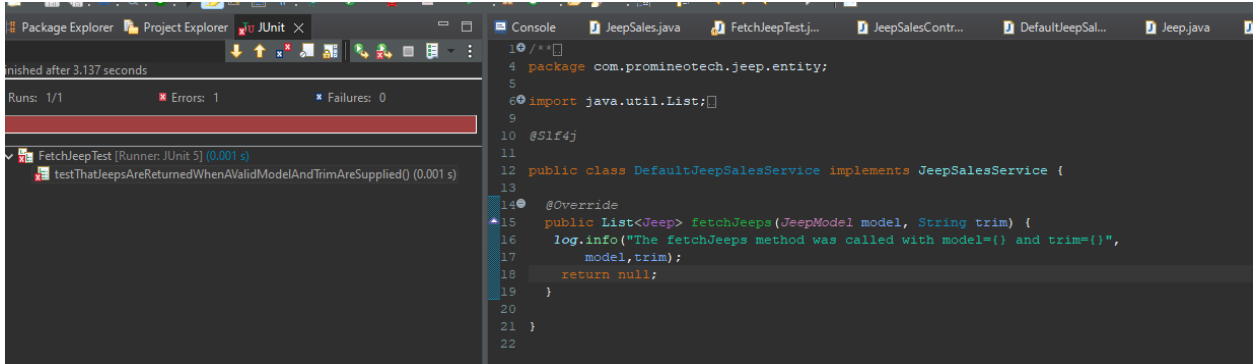 Package Explorer Project Explorer JUnit
Console JeepSales.java FetchJeepTest.j... JeepSalesContr... DefaultJeepSal... Jeep.java
inished after 3.137 seconds
Runs: 1/1 Errors: 1 Failures: 0
FetchJeepTest [Runner: JUnit 5] (0.001 s)
testThatJeepsAreReturnedWhenAValidModelAndTrimAreSupplied() (0.001 s)
1 /**
4 package com.promineotech.jeep.entity;
5
6 import java.util.List;
9
10 @Slf4j
11
12 public class DefaultJeepSalesService implements JeepSalesService {
13
14 @Override
15 public List<Jeep> fetchJeeps(JeepModel model, String trim) {
16 log.info("The fetchJeeps method was called with model={} and trim={}",
17 model,trim);
18 return null;
19 }
20
21 }
22